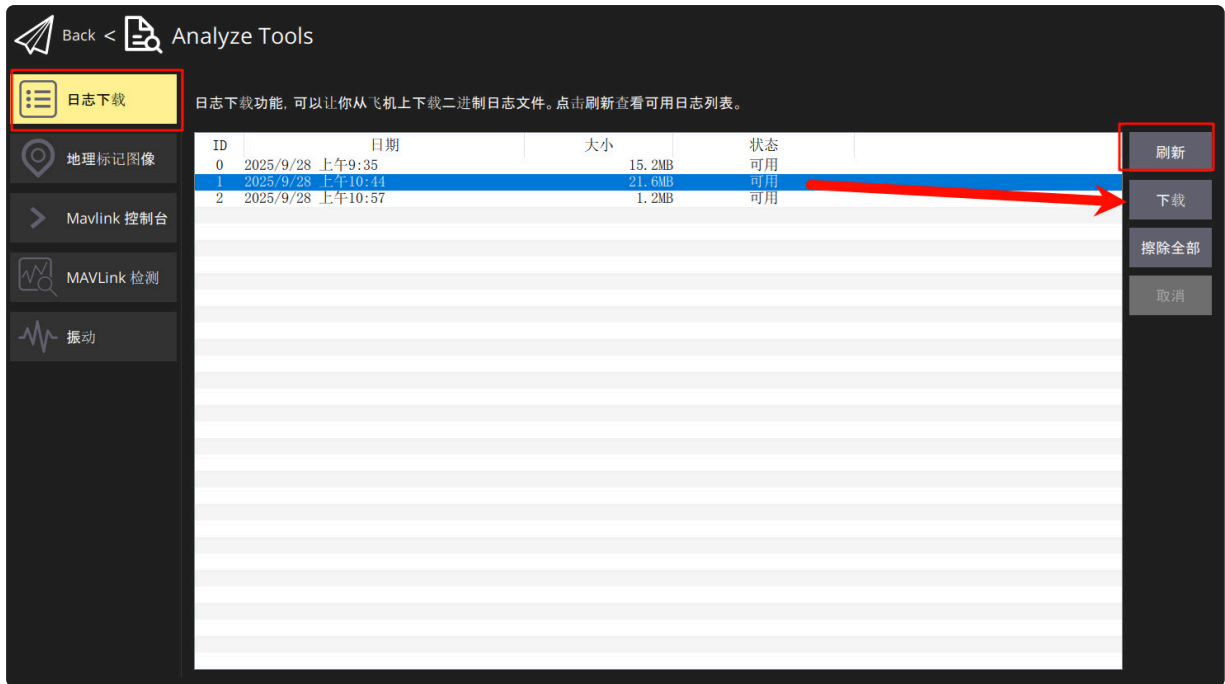 Back < Analyze Tools
日志下载
日志下载功能, 可以让你从飞机上下载二进制日志文件。点击刷新查看可用日志列表。
地理标记图像
Mavlink 控制台
MAVLink 检测
振动
ID 日期 大小 状态
0 2025/9/28 上午9:35 15.2MB 可用
1 2025/9/28 上午10:44 21.6MB 可用
2 2025/9/28 上午10:57 1.2MB 可用
刷新
下载
擦除全部
取消